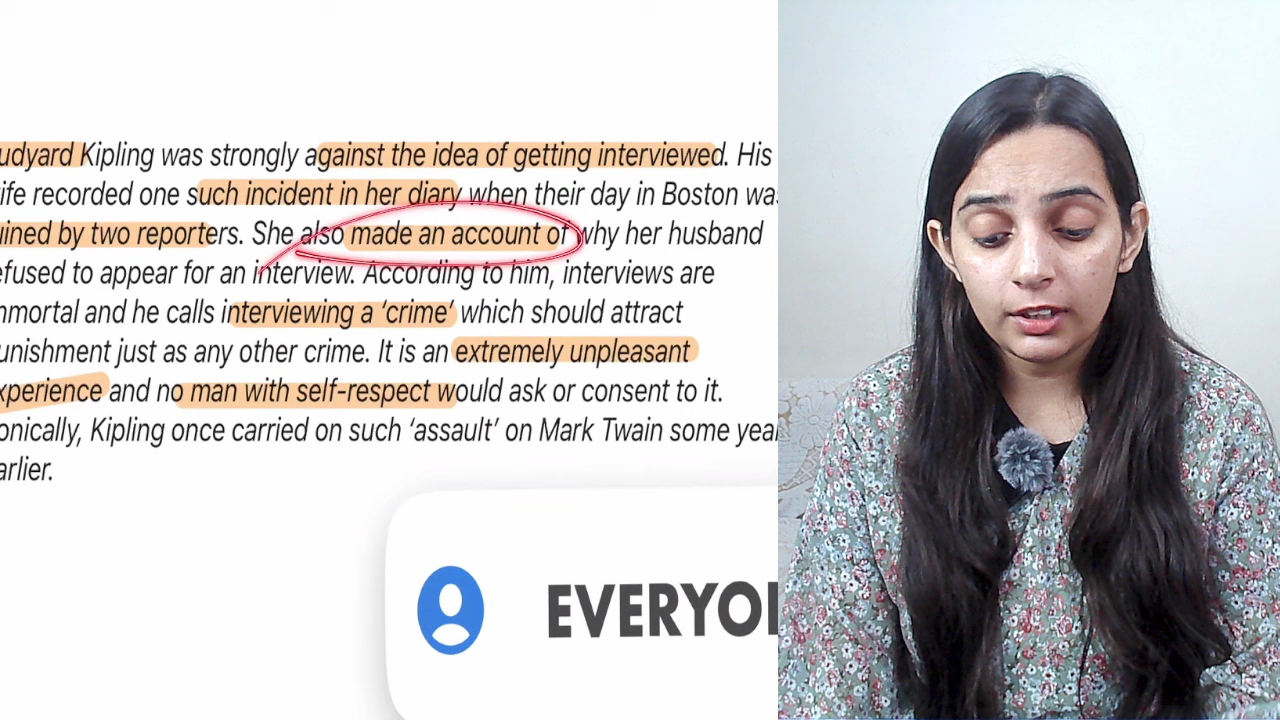 udyard Kipling was strongly against the idea of getting interviewed. His
ife recorded one such incident in her diary when their day in Boston was
uined by two reporters. She also made an account of why her husband
efused to appear for an interview. According to him, interviews are
mmortal and he calls interviewing a ‘crime’ which should attract
unishment just as any other crime. It is an extremely unpleasant
xperience and no man with self-respect would ask or consent to it.
onically, Kipling once carried on such ‘assault’ on Mark Twain some year
arlier.
EVERYO